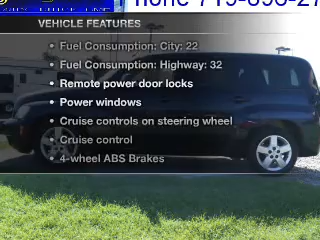 VEHICLE FEATURES
• Fuel Consumption: City: 22
• Fuel Consumption: Highway: 32
• Remote power door locks
• Power windows
• Cruise controls on steering wheel
• Cruise control
• 4-wheel ABS Brakes